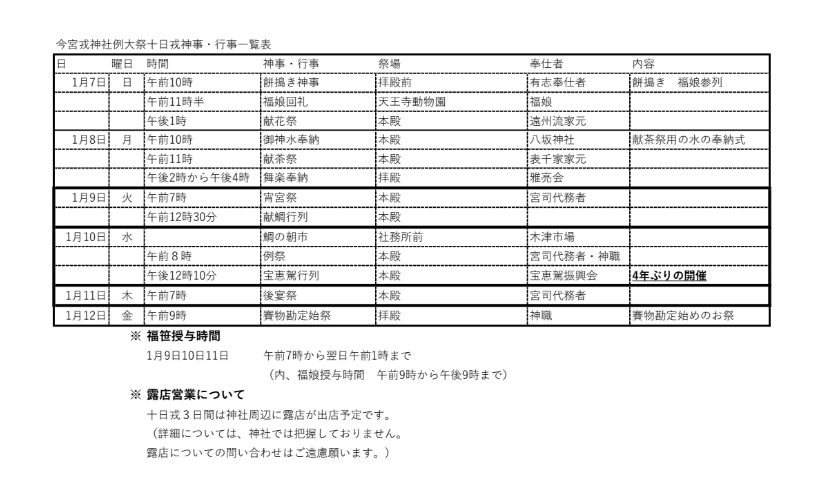 今宮戎神社例大祭十日戎神事・行事一覧表
日 曜日 時間 神事・行事 祭場 奉仕者 内容
1月7日 日 午前10時 餅搗き神事 拝殿前 有志奉仕者 餅搗き　福娘参列
午前11時半 福娘回礼 天王寺動物園 福娘
午後1時 献花祭 本殿 遠州流家元
1月8日 月 午前10時 御神水奉納 本殿 八坂神社 献茶祭用の水の奉納式
午前11時 献茶祭 本殿 表千家家元
午後2時から午後4時 舞楽奉納 拝殿 雅亮会
1月9日 火 午前7時 宵宮祭 本殿 宮司代務者
午前12時30分 献鯛行列 本殿
1月10日 水 鯛の朝市 社務所前 木津市場
午前８時 例祭 本殿 宮司代務者・神職
午後12時10分 宝恵駕行列 本殿 宝恵駕振興会 4年ぶりの開催
1月11日 木 午前7時 後宴祭 本殿 宮司代務者
1月12日 金 午前9時 賽物勘定始祭 拝殿 神職 賽物勘定始めのお祭
※ 福笹授与時間
1月9日10日11日 午前7時から翌日午前1時まで
（内、福娘授与時間　午前9時から午後9時まで）
※ 露店営業について
十日戎３日間は神社周辺に露店が出店予定です。
（詳細については、神社では把握しておりません。
露店についての問い合わせはご遠慮願います。）